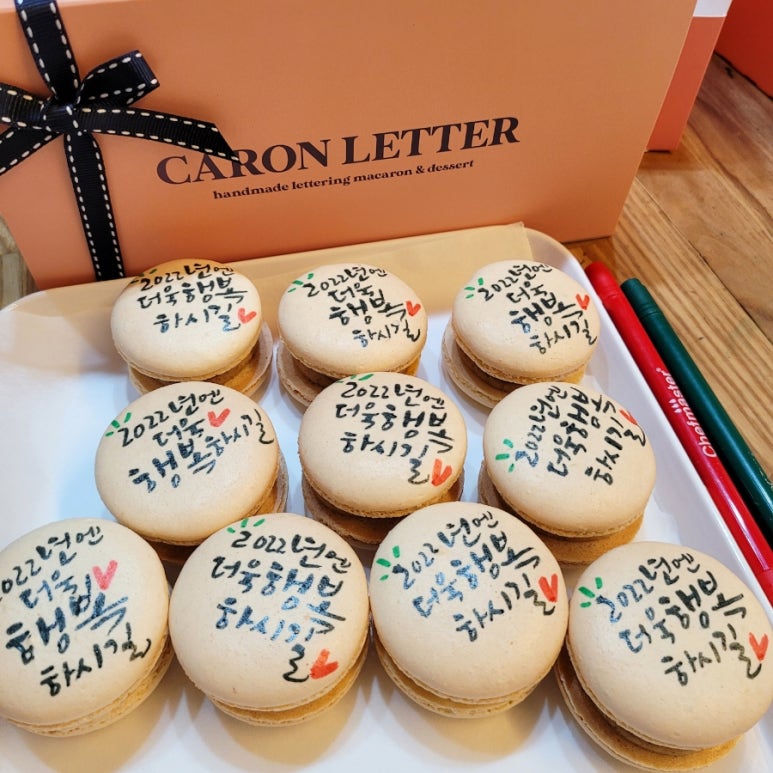 CARON LETTER
handmade lettering macaron & dessert
2022년엔
더욱행복
하시길
2022년엔
더욱
행복
하시길
2022년엔
더욱
행복
하시길
2022년엔
더욱
행복하시길
2022년엔
더욱행복
하시길
2022년엔
더욱행복
하시길
Chefmaster
2022년엔
더욱
행복
하시길
2022년엔
더욱행복
하시길
2022년엔
더욱행복
하시길
2022년엔
더욱행복
하시길